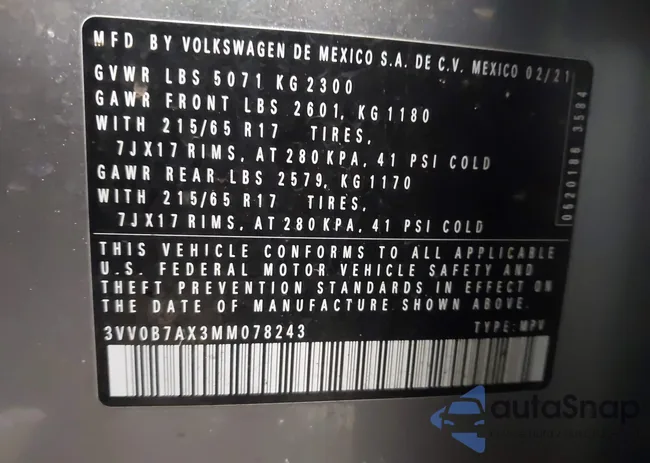 MFD BY VOLKSWAGEN DE MEXICO S.A. DE C.V. MEXICO 02/21
GVWR LBS 5071 KG 2300
GAWR FRONT LBS 2601, KG 1180
WITH 215/65 R17 TIRES,
7JX17 RIMS, AT 280 KPA, 41 PSI COLD
GAWR REAR LBS 2579, KG 1170
WITH 215/65 R17 TIRES,
7JX17 RIMS, AT 280 KPA, 41 PSI COLD
0520186 3584
THIS VEHICLE CONFORMS TO ALL APPLICABLE
U.S. FEDERAL MOTOR VEHICLE SAFETY AND
THEFT PREVENTION STANDARDS IN EFFECT ON
THE DATE OF MANUFACTURE SHOWN ABOVE.
3VV0B7AX3MM078243 TYPE: MPV
autaSnap